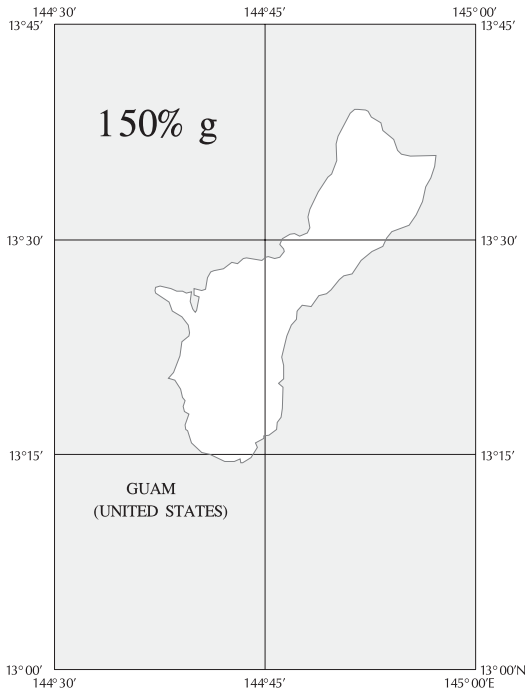 144° 30′ 144° 45′ 145° 00′
13° 45′ 13° 45′
150% g
13° 30′ 13° 30′
13° 15′ 13° 15′
GUAM
(UNITED STATES)
13° 00′ 13° 00′N
144° 30′ 144° 45′ 145° 00′E